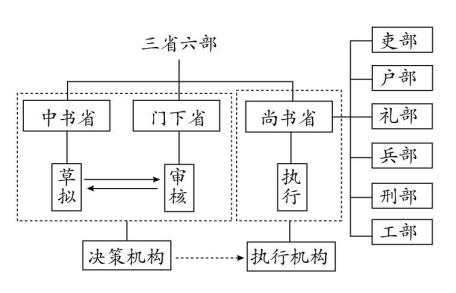 三省六部
中书省
门下省
尚书省
草拟
审核
执行
决策机构
执行机构
吏部
户部
礼部
兵部
刑部
工部